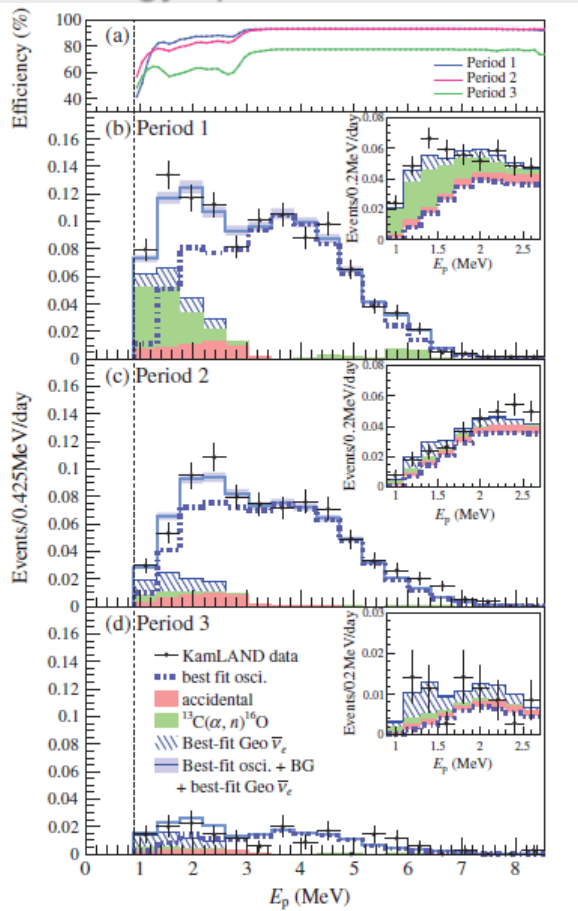 Efficiency (%)
100
80
60
40
(a)
Period 1
Period 2
Period 3
(b) Period 1
0.16
0.14
0.12
0.1
0.08
0.06
0.04
0.02
0
Events/0.2MeV/day
0.08
0.06
0.04
0.02
0
1
1.5
2
2.5
E_p (MeV)
(c) Period 2
Events/0.425MeV/day
0.16
0.14
0.12
0.1
0.08
0.06
0.04
0.02
0
Events/0.2MeV/day
0.08
0.06
0.04
0.02
0
1
1.5
2
2.5
E_p (MeV)
(d) Period 3
0.16
0.14
0.12
0.1
0.08
0.06
0.04
0.02
0
KamLAND data
best fit osci.
accidental
¹³C(α, n)¹⁶O
Best-fit Geo ν̅_e
Best-fit osci. + BG
+ best-fit Geo ν̅_e
Events/0.2MeV/day
0.03
0.01
0
1
1.5
2
2.5
E_p (MeV)
0 1 2 3 4 5 6 7 8
E_p (MeV)